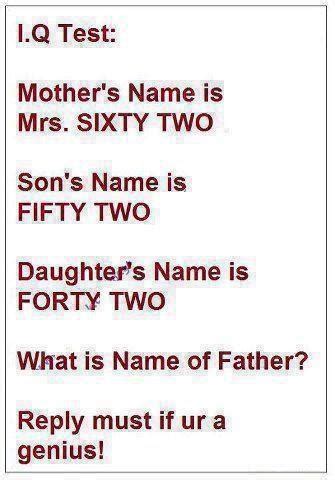 I.Q Test:
Mother's Name is
Mrs. SIXTY TWO
Son's Name is
FIFTY TWO
Daughter's Name is
FORTY TWO
What is Name of Father?
Reply must if ur a
genius!